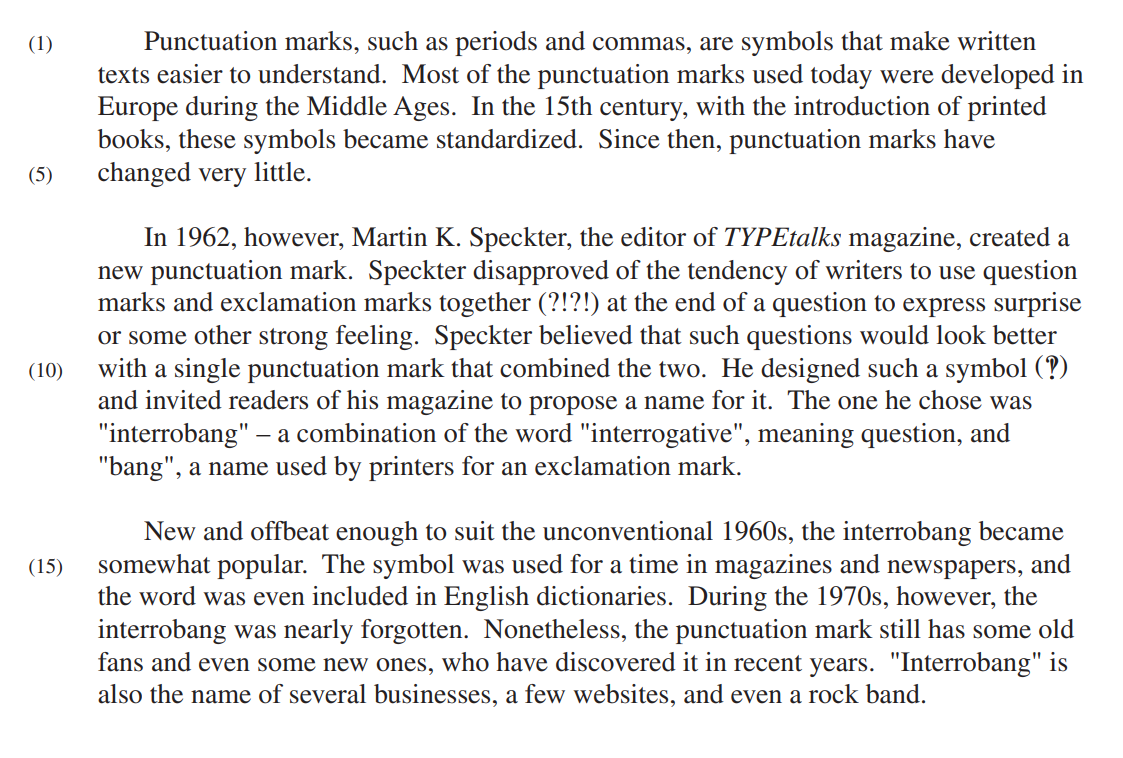 (1) Punctuation marks, such as periods and commas, are symbols that make written
texts easier to understand. Most of the punctuation marks used today were developed in
Europe during the Middle Ages. In the 15th century, with the introduction of printed
books, these symbols became standardized. Since then, punctuation marks have
(5) changed very little.
In 1962, however, Martin K. Speckter, the editor of TYPEtalks magazine, created a
new punctuation mark. Speckter disapproved of the tendency of writers to use question
marks and exclamation marks together (?!?!) at the end of a question to express surprise
or some other strong feeling. Speckter believed that such questions would look better
(10) with a single punctuation mark that combined the two. He designed such a symbol (‽)
and invited readers of his magazine to propose a name for it. The one he chose was
"interrobang" – a combination of the word "interrogative", meaning question, and
"bang", a name used by printers for an exclamation mark.
New and offbeat enough to suit the unconventional 1960s, the interrobang became
(15) somewhat popular. The symbol was used for a time in magazines and newspapers, and
the word was even included in English dictionaries. During the 1970s, however, the
interrobang was nearly forgotten. Nonetheless, the punctuation mark still has some old
fans and even some new ones, who have discovered it in recent years. "Interrobang" is
also the name of several businesses, a few websites, and even a rock band.